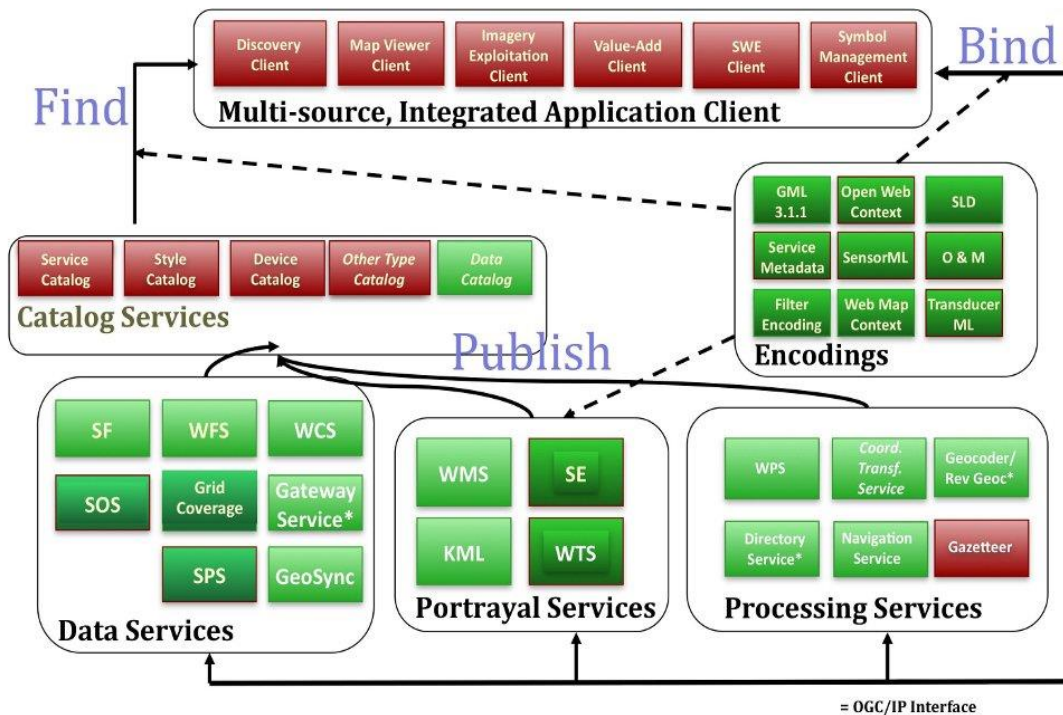 Discovery
Client
Map Viewer
Client
Imagery
Exploitation
Client
Value-Add
Client
SWE
Client
Symbol
Management
Client
Multi-source, Integrated Application Client
Find
Bind
GML
3.1.1
Open Web
Context
SLD
Service
Metadata
SensorML
O & M
Filter
Encoding
Web Map
Context
Transducer
ML
Encodings
Service
Catalog
Style
Catalog
Device
Catalog
Other Type
Catalog
Data
Catalog
Catalog Services
Publish
SF
WFS
WCS
SOS
Grid
Coverage
Gateway
Service*
SPS
GeoSync
Data Services
WMS
SE
KML
WTS
Portrayal Services
WPS
Coord.
Transf.
Service
Geocoder/
Rev Geoc*
Directory
Service*
Navigation
Service
Gazetteer
Processing Services
= OGC/IP Interface